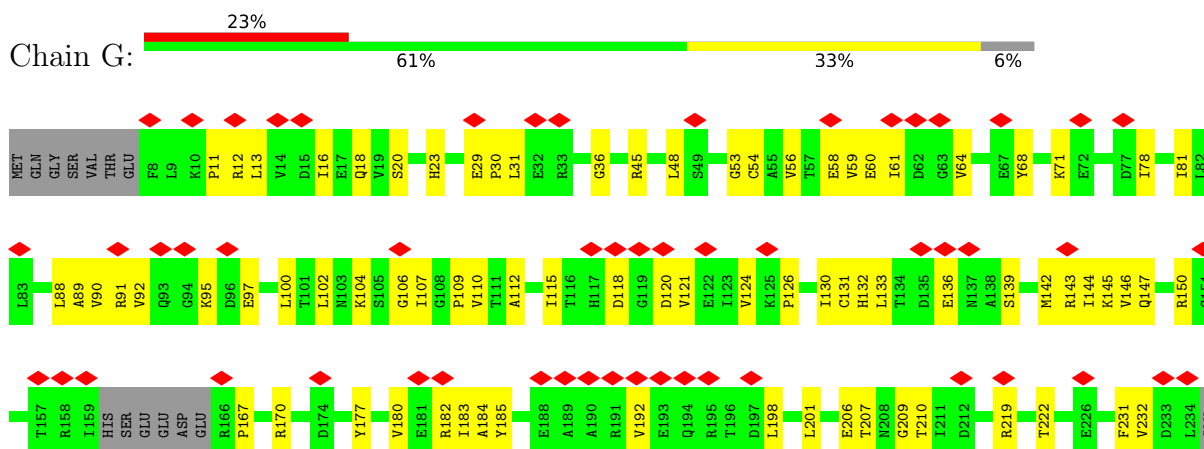 23%
Chain G:
61% 33% 6%
MET GLN GLY SER VAL THR GLU F8 L9 K10 P11 R12 L13 V14 D15 I16 E17 Q18 V19 S20 H23 E29 P30 L31 E32 R33 G36 R45 L48 S49 G53 C54 A55 V56 T57 E58 V59 E60 I61 D62 G63 V64 E67 Y68 K71 E72 D77 I78 I81 L82
L83 L88 A89 V90 R91 V92 Q93 G94 K95 D96 E97 L100 T101 L102 N103 K104 S105 G106 I107 G108 P109 V110 T111 A112 I115 T116 H117 D118 G119 D120 V121 E122 I123 V124 K125 P126 I130 C131 H132 L133 T134 D135 E136 N137 A138 S139 M142 R143 I144 K145 V146 Q147 R150
T157 R158 I159 HIS SER GLU GLU ASP GLU R166 P167 R170 D174 Y177 V180 E181 R182 I183 A184 Y185 E188 A189 A190 R191 V192 E193 Q194 R195 T196 D197 L198 L201 E206 T207 N208 G209 T210 I211 D212 R219 T222 E226 F231 V232 D233 L234